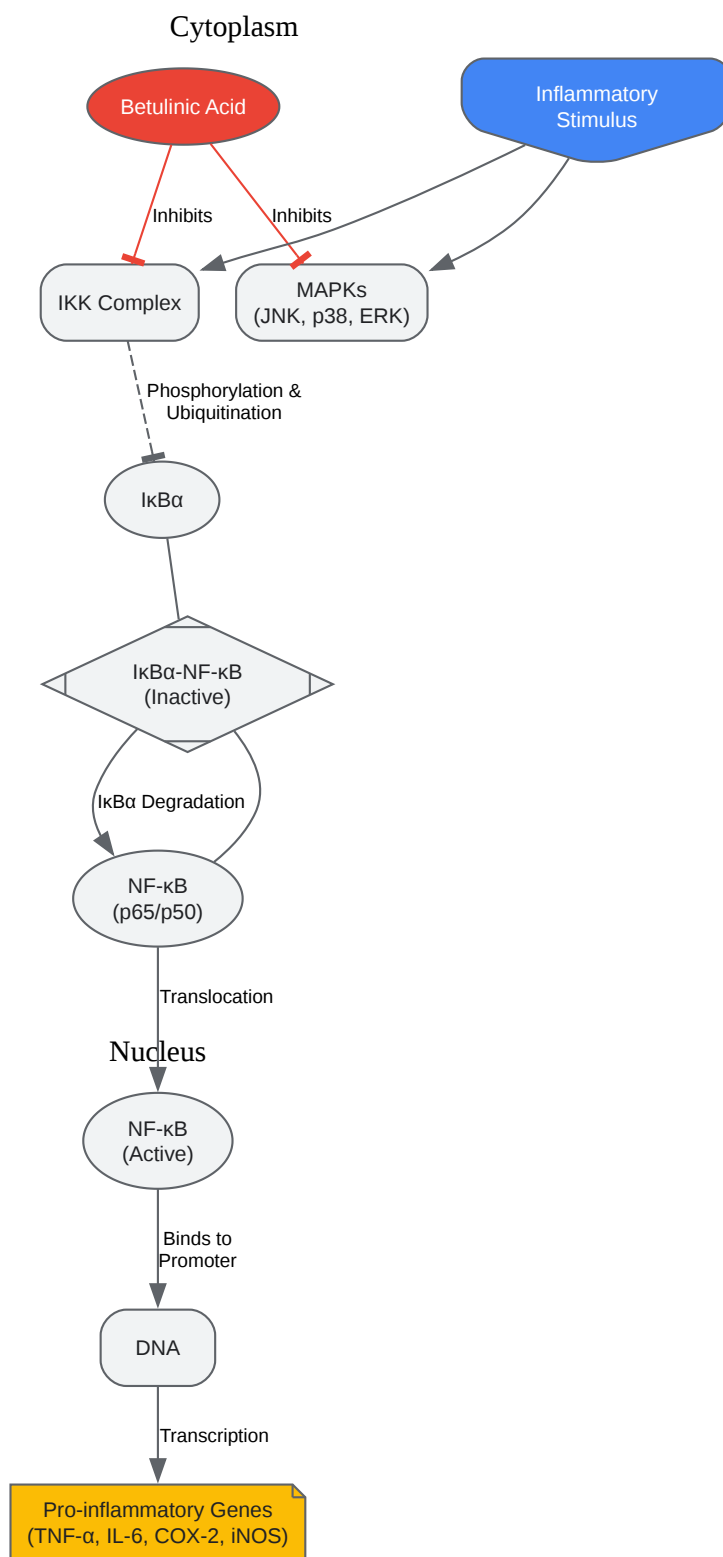 Cytoplasm
Betulinic Acid
Inflammatory
Stimulus
Inhibits
Inhibits
IKK Complex
MAPKs
(JNK, p38, ERK)
Phosphorylation &
Ubiquitination
IκBα
IκBα-NF-κB
(Inactive)
IκBα Degradation
NF-κB
(p65/p50)
Translocation
Nucleus
NF-κB
(Active)
Binds to
Promoter
DNA
Transcription
Pro-inflammatory Genes
(TNF-α, IL-6, COX-2, iNOS)